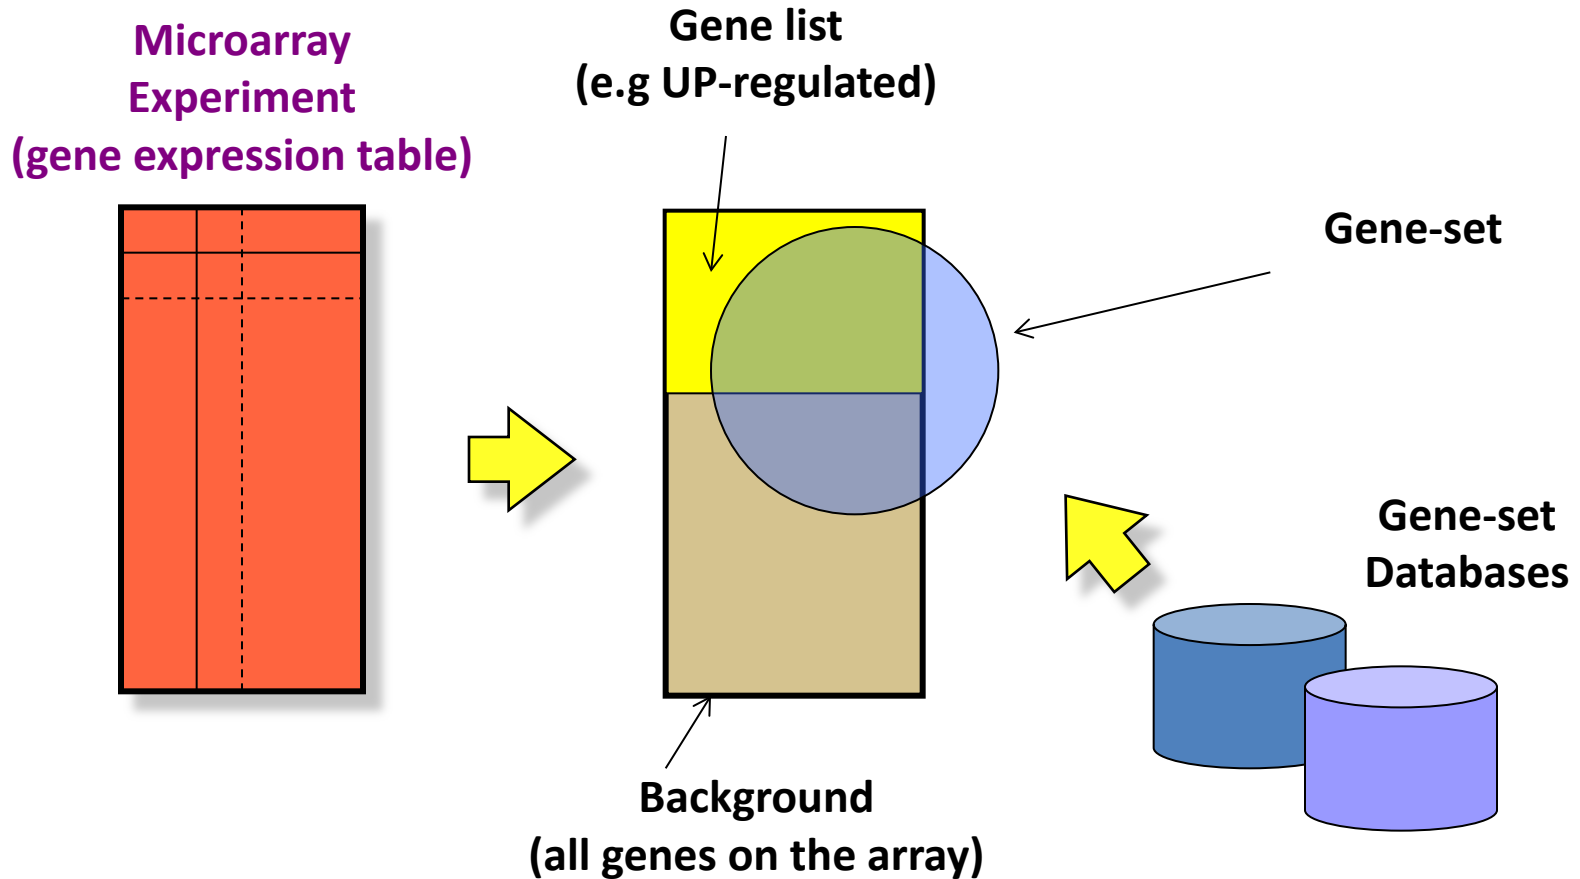 Microarray
Experiment
(gene expression table)
Gene list
(e.g UP-regulated)
Gene-set
Gene-set
Databases
Background
(all genes on the array)